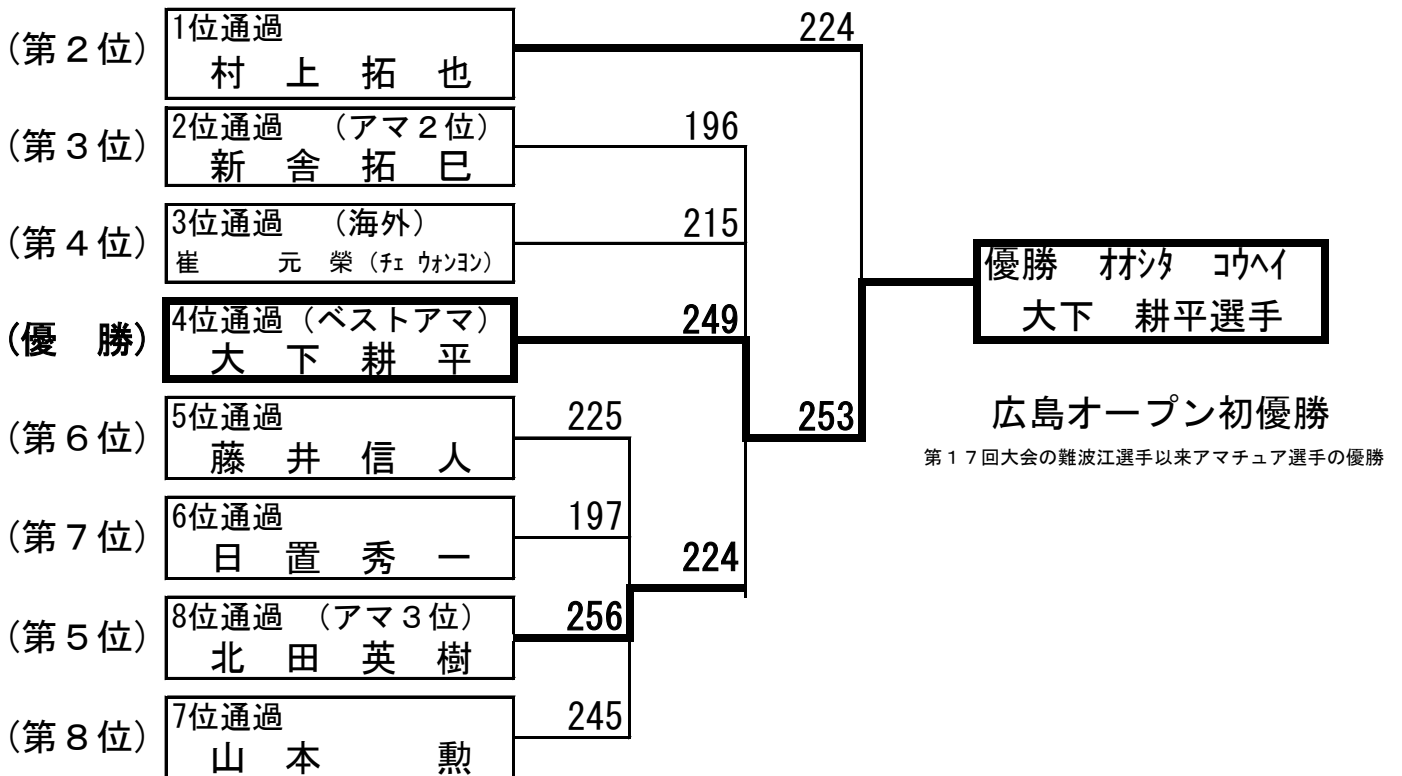 (第２位)
1位通過
村　上　拓　也
224
(第３位)
2位通過　（アマ２位）
新　舎　拓　巳
196
(第４位)
3位通過　（海外）
崔　　　元　榮（ﾁｪ ｳｫﾝﾖﾝ）
215
(優　勝)
4位通過（ベストアマ）
大　下　耕　平
249
(第６位)
5位通過
藤　井　信　人
225
(第７位)
6位通過
日　置　秀　一
197
(第５位)
8位通過　（アマ３位）
北　田　英　樹
256
(第８位)
7位通過
山　本　　　勲
245
224
253
優勝　ｵｵｼﾀ　ｺｳﾍｲ
大下　耕平選手
広島オープン初優勝
第１７回大会の難波江選手以来アマチュア選手の優勝